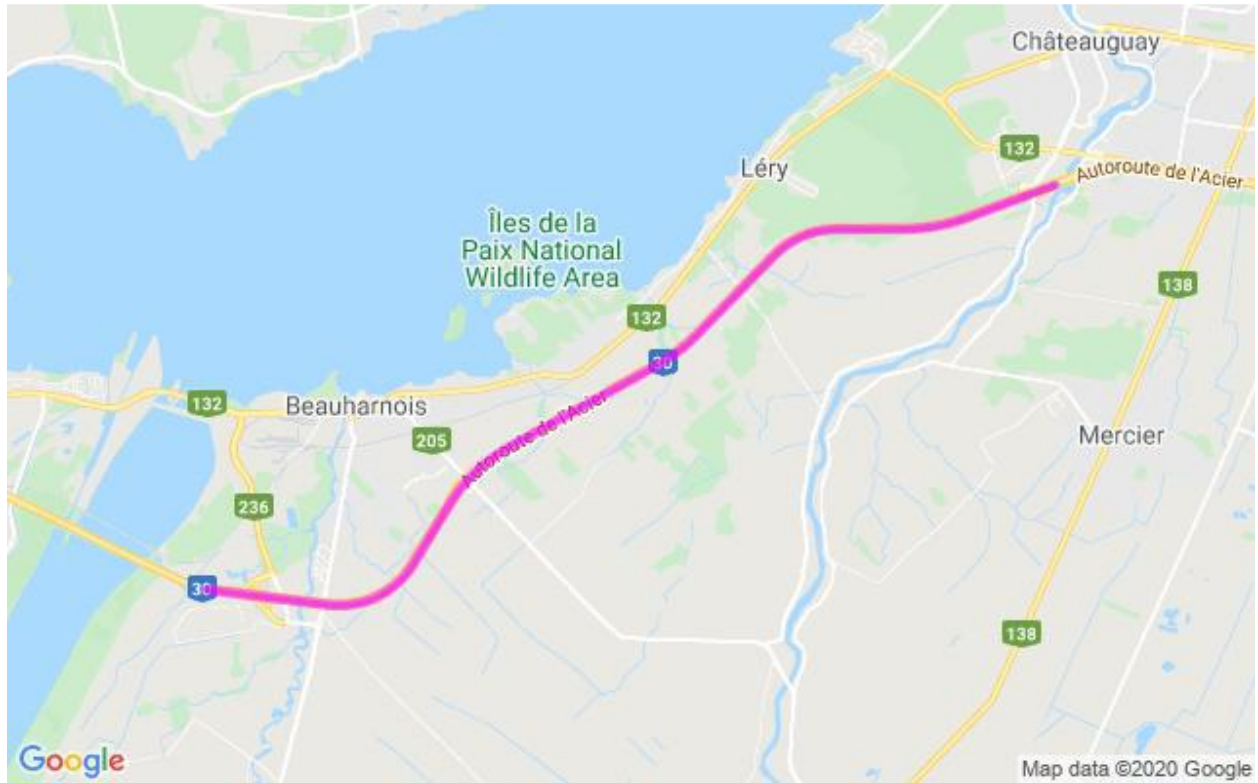 Châteauguay
132
Autoroute de l'Acier
Léry
Îles de la
Paix National
Wildlife Area
138
132
30
132
Beauharnois
205
Autoroute de l'Acier
Mercier
236
30
138
Google
Map data ©2020 Google